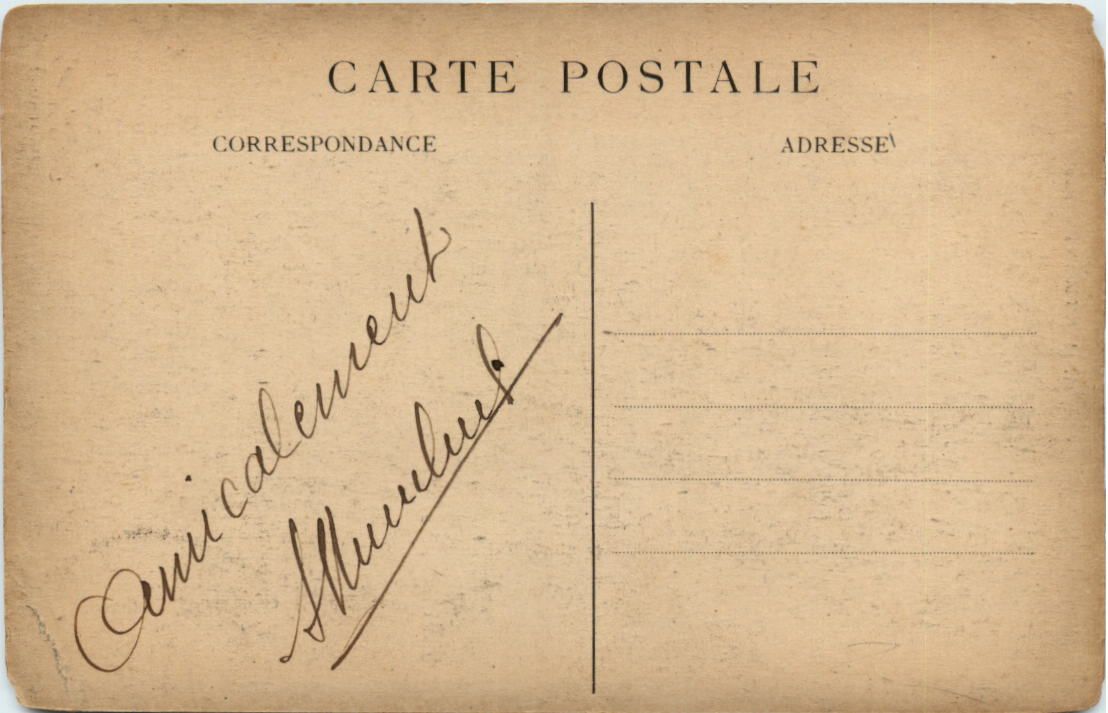 CARTE POSTALE
CORRESPONDANCE
ADRESSE
Amicalement